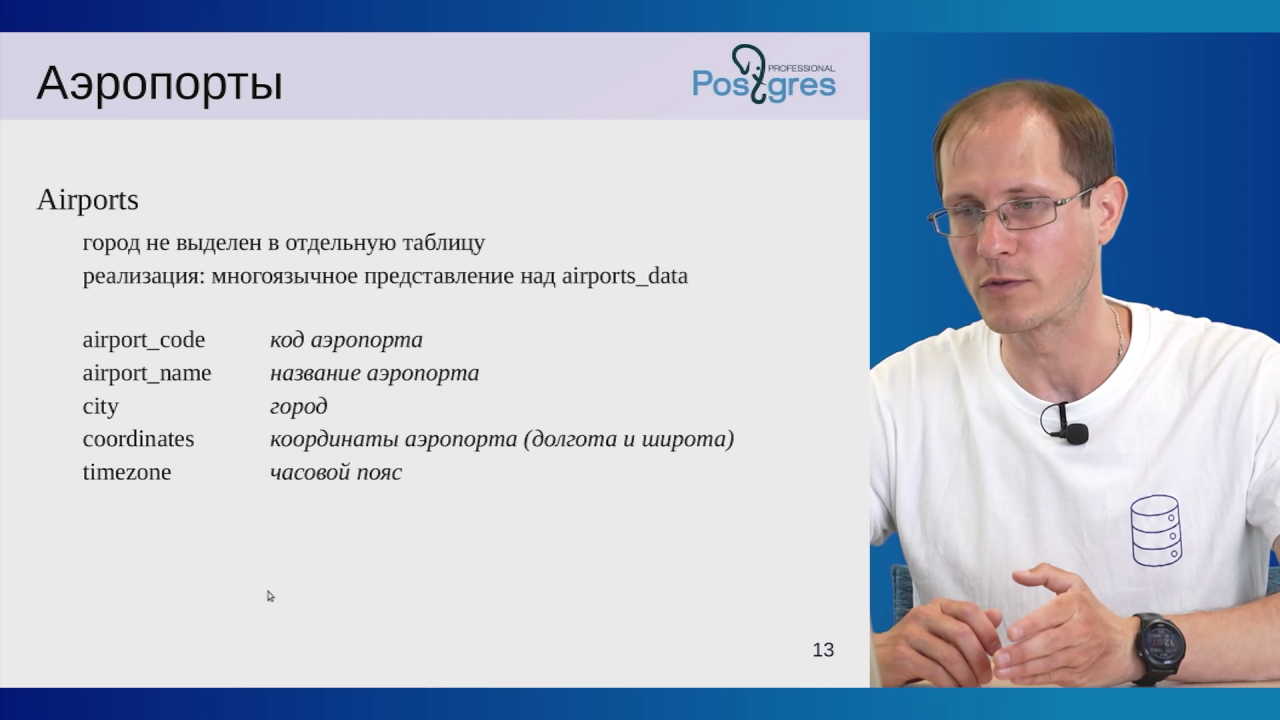 Аэропорты
PROFESSIONAL
Postgres
Airports
город не выделен в отдельную таблицу
реализация: многоязычное представление над airports_data
airport_code код аэропорта
airport_name название аэропорта
city город
coordinates координаты аэропорта (долгота и широта)
timezone часовой пояс
13